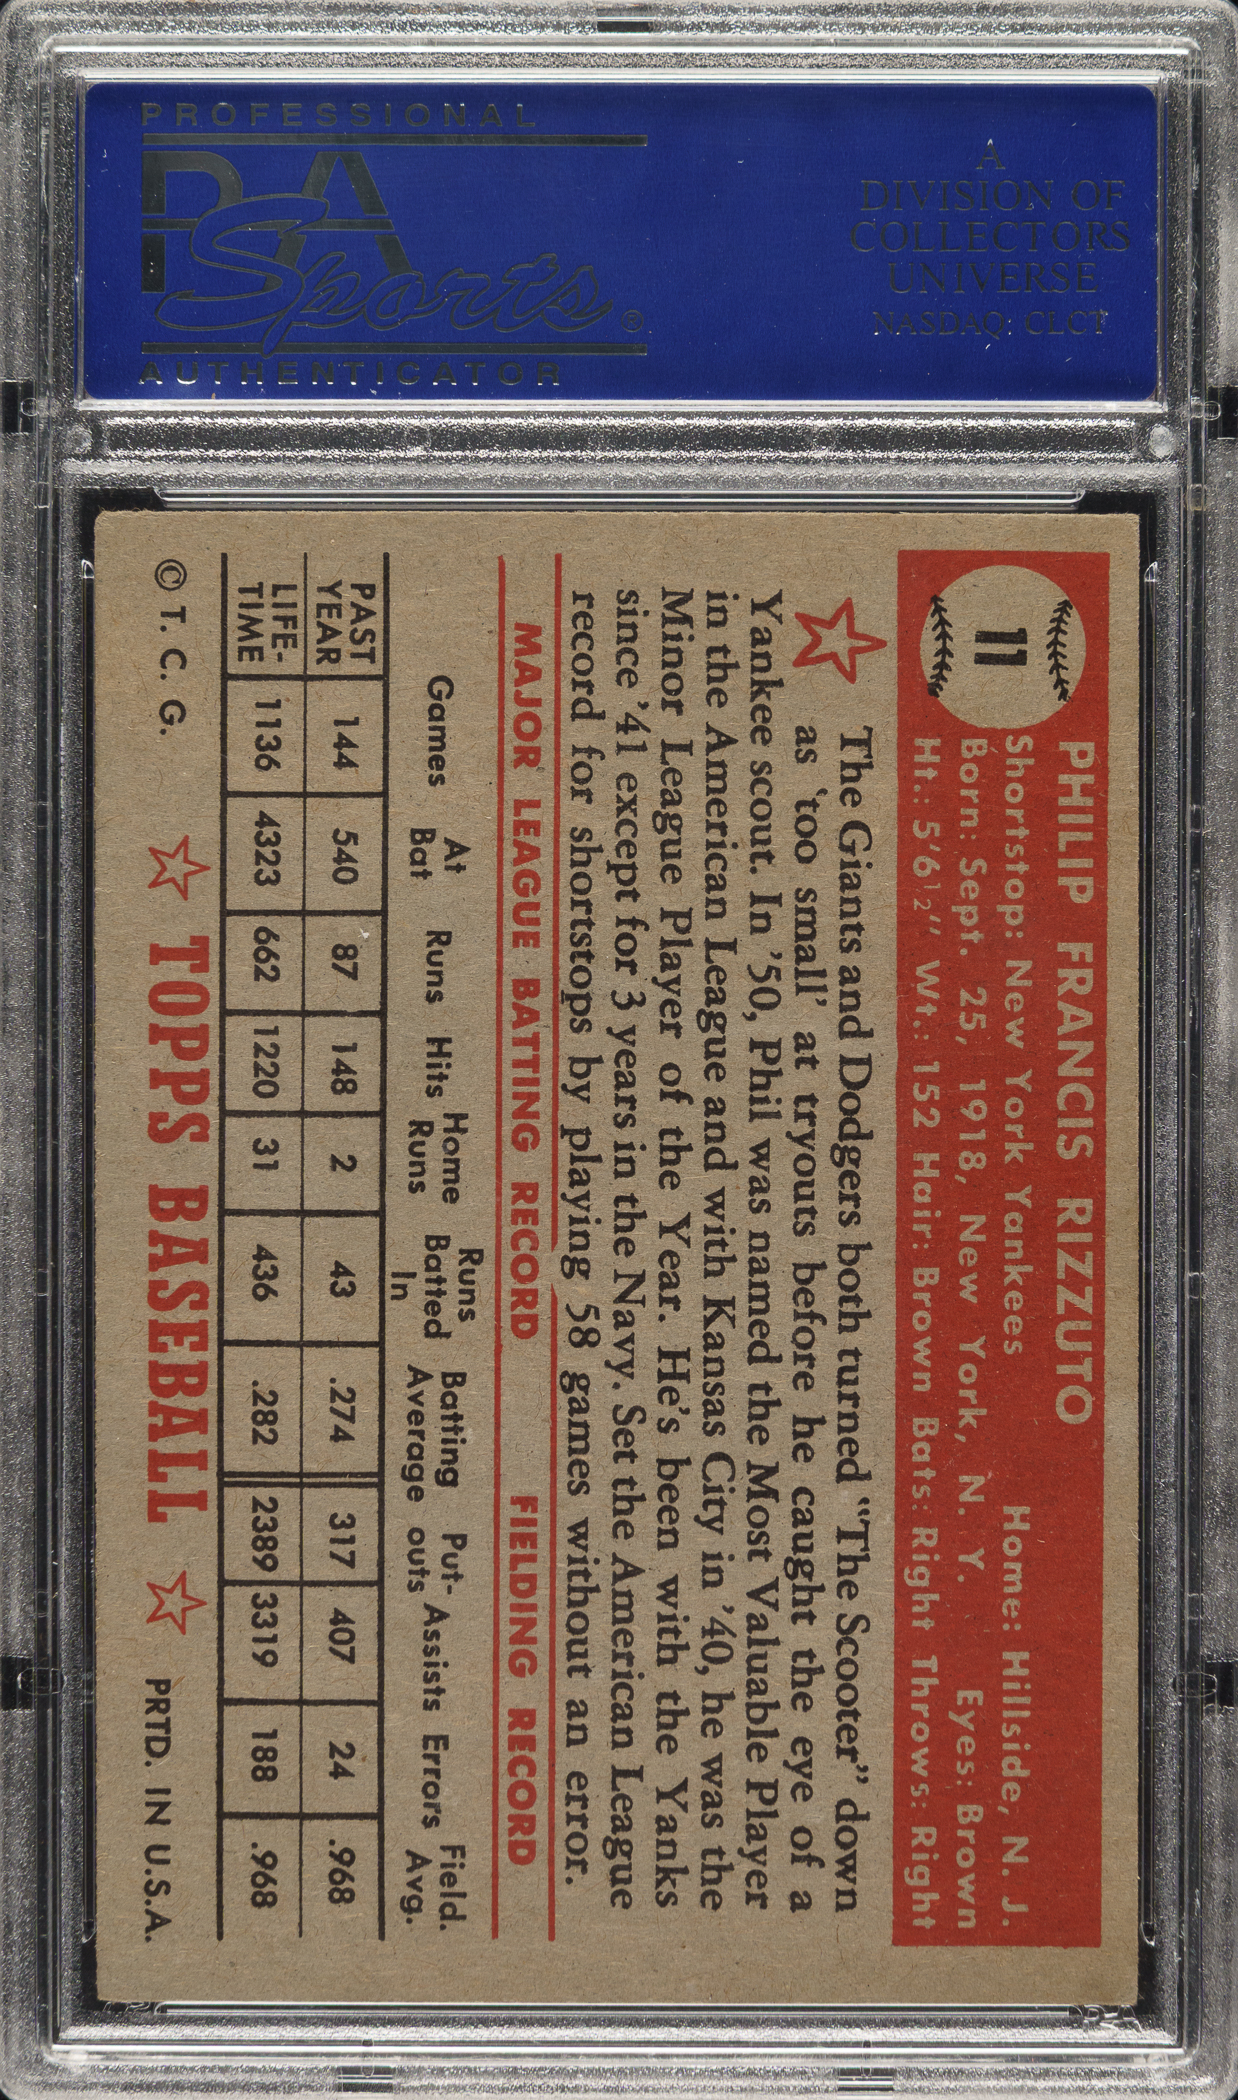 PROFESSIONAL
PSA
Sports®
AUTHENTICATOR
A
DIVISION OF
COLLECTORS
UNIVERSE
NASDAQ: CLCT
11
PHILIP FRANCIS RIZZUTO
Shortstop: New York Yankees Home: Hillside, N. J.
Born: Sept. 25, 1918, New York, N. Y. Eyes: Brown
Ht.: 5'6½" Wt.: 152 Hair: Brown Bats: Right Throws: Right
The Giants and Dodgers both turned "The Scooter" down
as 'too small' at tryouts before he caught the eye of a
Yankee scout. In '50, Phil was named the Most Valuable Player
in the American League and with Kansas City in '40, he was the
Minor League Player of the Year. He's been with the Yanks
since '41 except for 3 years in the Navy. Set the American League
record for shortstops by playing 58 games without an error.
MAJOR LEAGUE BATTING RECORD FIELDING RECORD
Games At Bat Runs Hits Home Runs Runs Batted In Batting Average Put-outs Assists Errors Field. Avg.
PAST YEAR 144 540 87 148 2 43 .274 317 407 24 .968
LIFE-TIME 1136 4323 662 1220 31 436 .282 2389 3319 188 .968
© T. C. G. ☆ TOPPS BASEBALL ☆ PRTD. IN U.S.A.